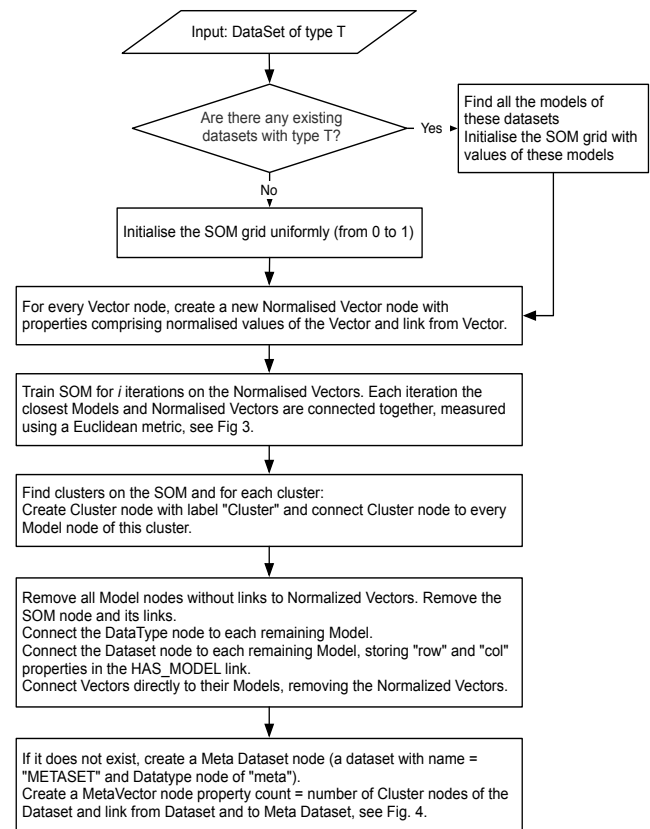 Input: DataSet of type T
Are there any existing
datasets with type T?
Yes
Find all the models of
these datasets
Initialise the SOM grid with
values of these models
No
Initialise the SOM grid uniformly (from 0 to 1)
For every Vector node, create a new Normalised Vector node with
properties comprising normalised values of the Vector and link from Vector.
Train SOM for i iterations on the Normalised Vectors. Each iteration the
closest Models and Normalised Vectors are connected together, measured
using a Euclidean metric, see Fig 3.
Find clusters on the SOM and for each cluster:
Create Cluster node with label "Cluster" and connect Cluster node to every
Model node of this cluster.
Remove all Model nodes without links to Normalized Vectors. Remove the
SOM node and its links.
Connect the DataType node to each remaining Model.
Connect the Dataset node to each remaining Model, storing "row" and "col"
properties in the HAS_MODEL link.
Connect Vectors directly to their Models, removing the Normalized Vectors.
If it does not exist, create a Meta Dataset node (a dataset with name =
"METASET" and Datatype node of "meta").
Create a MetaVector node property count = number of Cluster nodes of the
Dataset and link from Dataset and to Meta Dataset, see Fig. 4.